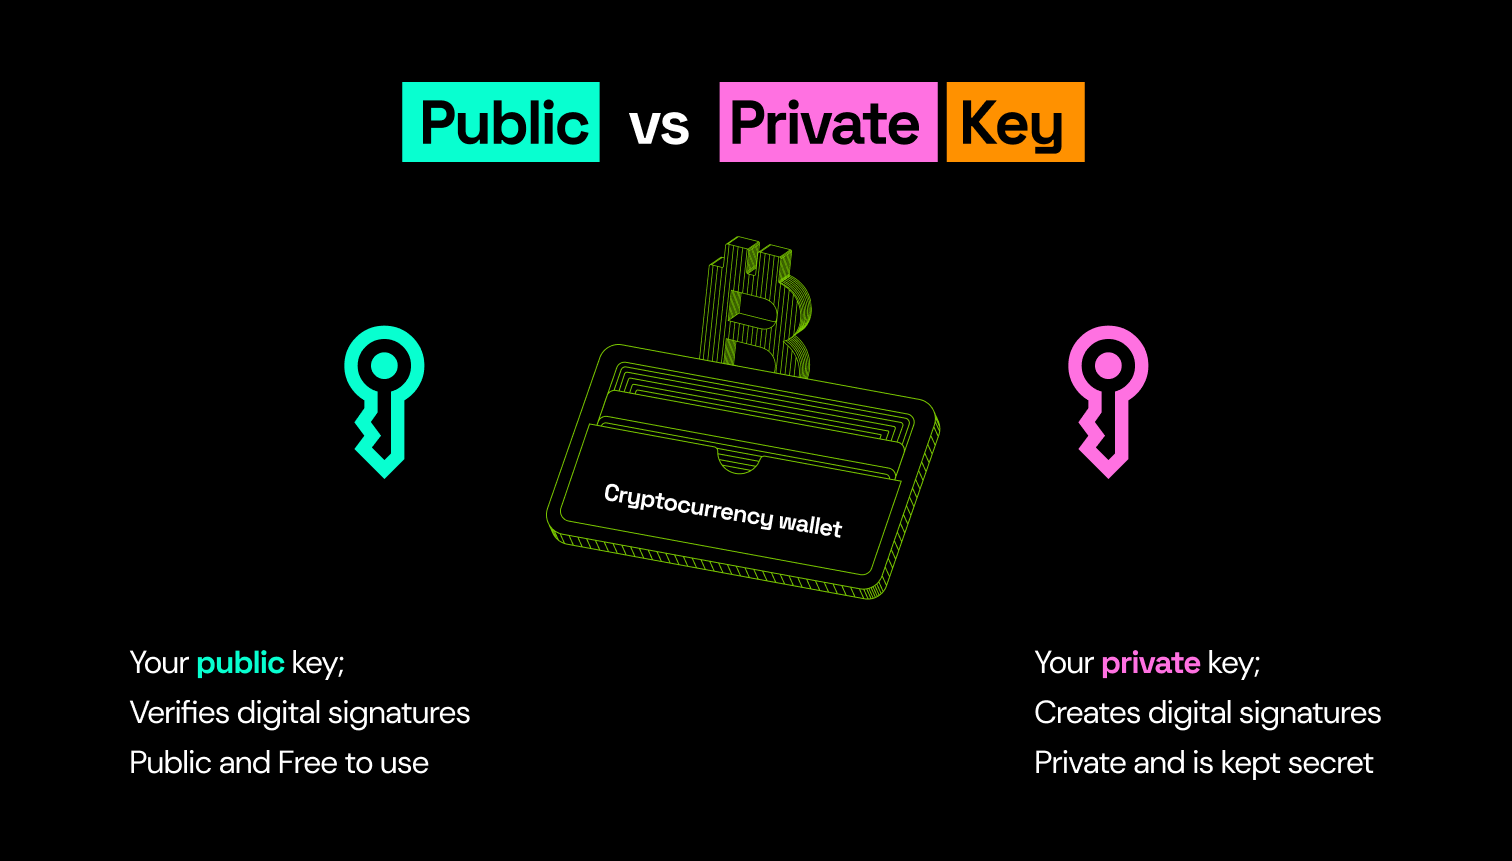 Public vs Private Key
Cryptocurrency wallet
Your public key;
Verifies digital signatures
Public and Free to use
Your private key;
Creates digital signatures
Private and is kept secret